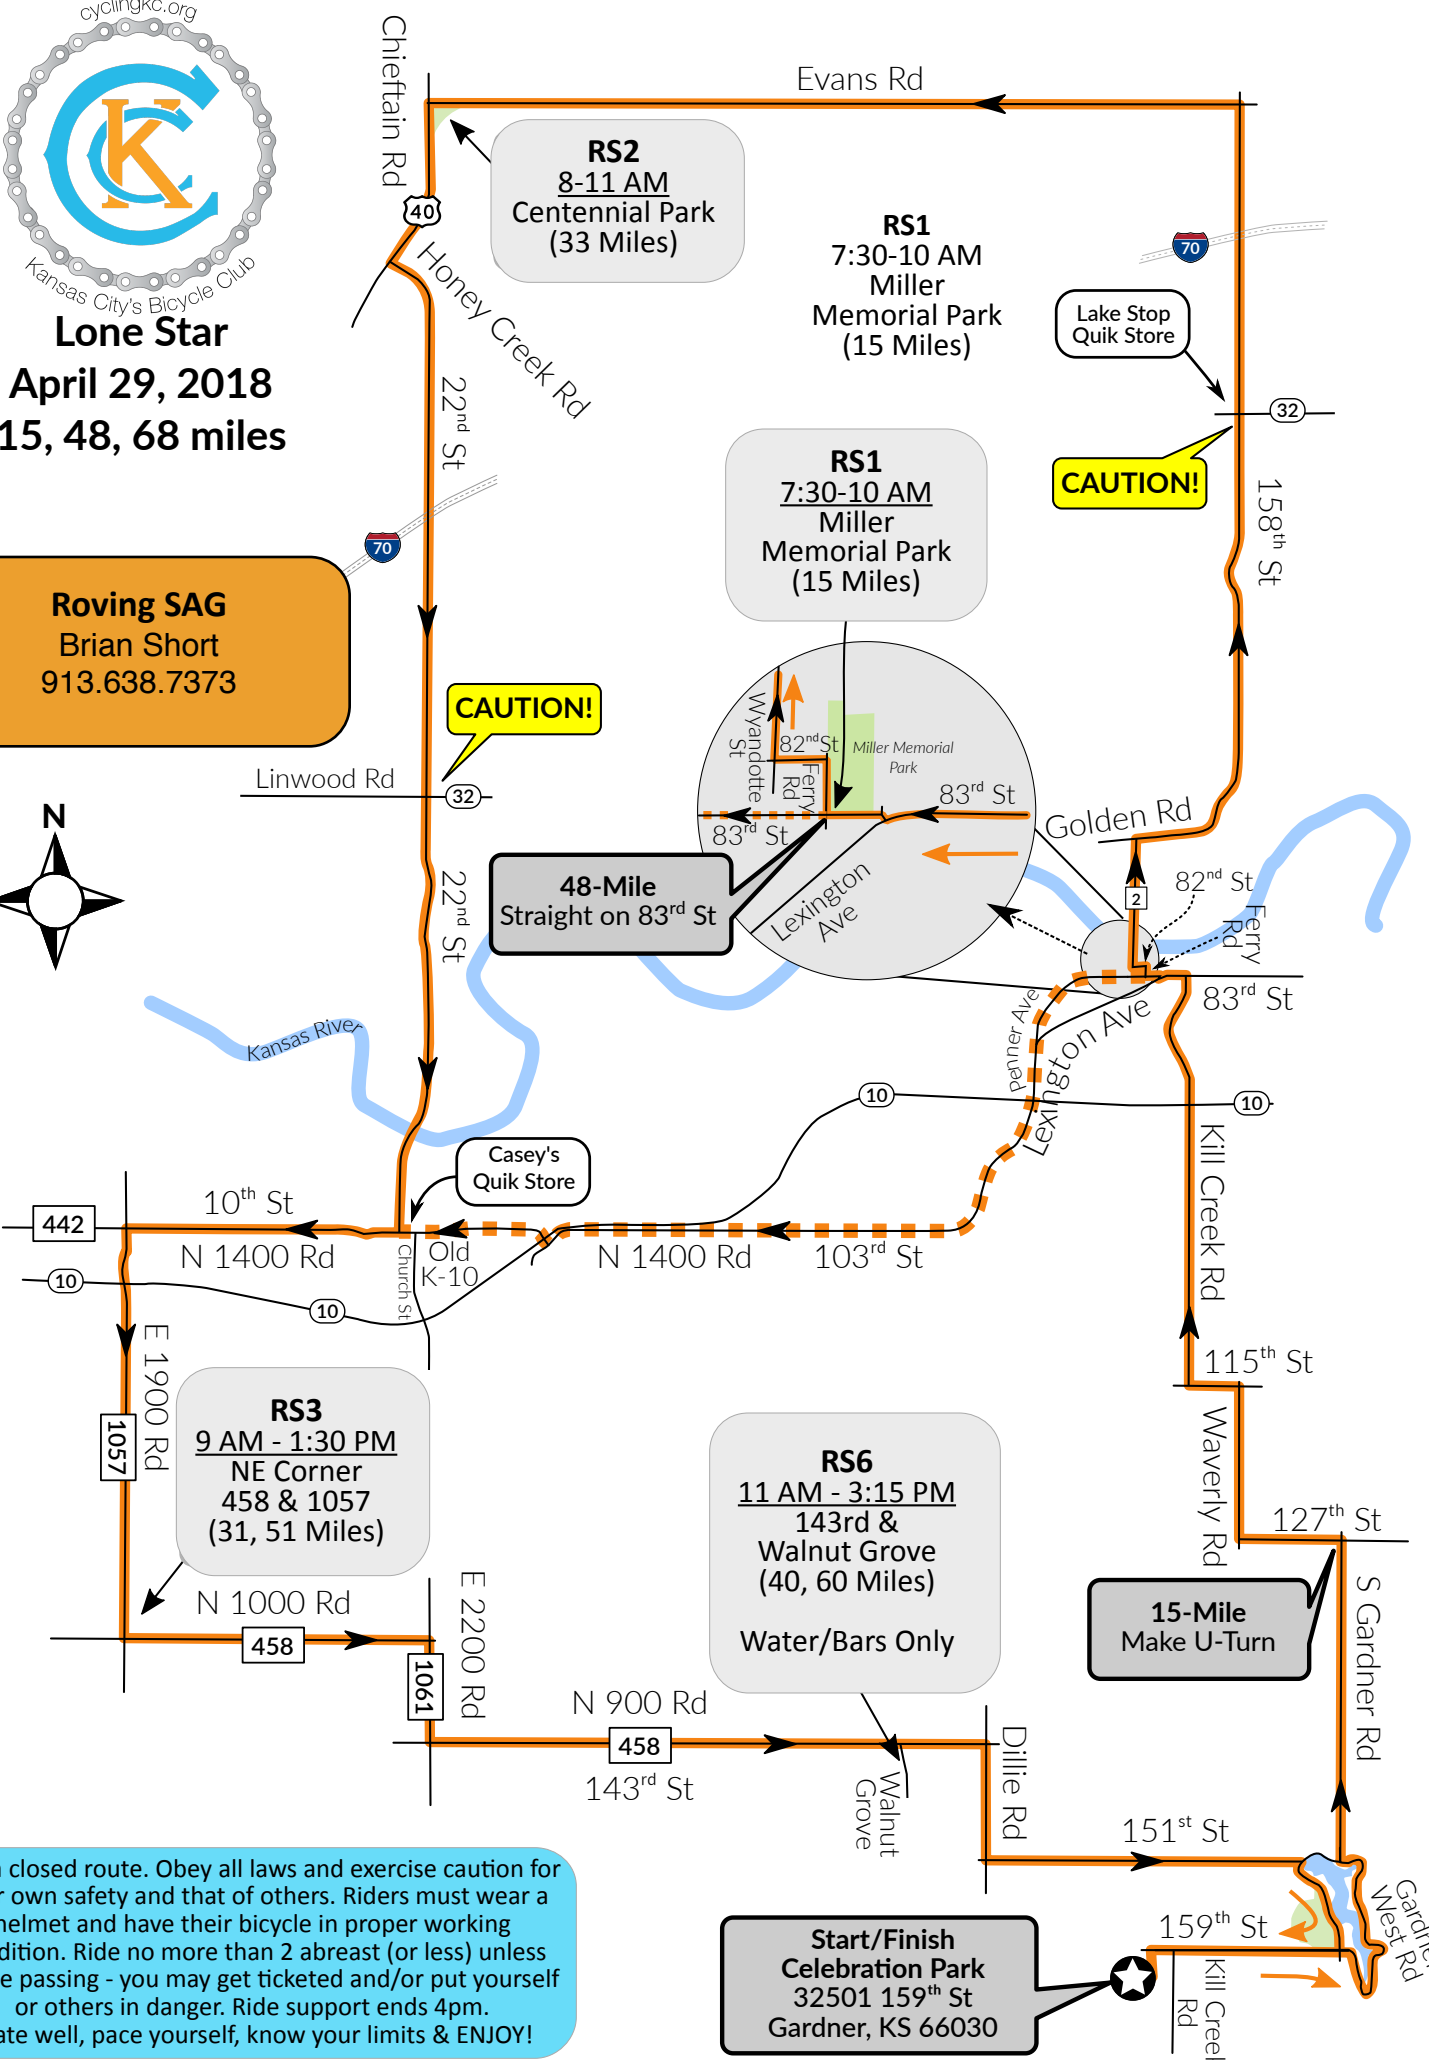 cyclingkc.org
CKC
Kansas City's Bicycle Club
Lone Star
April 29, 2018
15, 48, 68 miles
Roving SAG
Brian Short
913.638.7373
N
Chieftain Rd
Evans Rd
40
RS2
8-11 AM
Centennial Park
(33 Miles)
Honey Creek Rd
22nd St
70
RS1
7:30-10 AM
Miller
Memorial Park
(15 Miles)
70
Lake Stop
Quik Store
32
CAUTION!
158th St
RS1
7:30-10 AM
Miller
Memorial Park
(15 Miles)
CAUTION!
Linwood Rd
32
22nd St
Wyandotte
St
82nd St
Ferry
Rd
Miller Memorial
Park
83rd St
83rd St
Lexington
Ave
48-Mile
Straight on 83rd St
Golden Rd
2
82nd St
Ferry
Rd
83rd St
Penner Ave
Lexington Ave
Kansas River
10
10
Casey's
Quik Store
442
10th St
N 1400 Rd
Church St
Old
K-10
N 1400 Rd
103rd St
10
10
Kill Creek Rd
115th St
E 1900 Rd
1057
RS3
9 AM - 1:30 PM
NE Corner
458 & 1057
(31, 51 Miles)
RS6
11 AM - 3:15 PM
143rd &
Walnut Grove
(40, 60 Miles)
Water/Bars Only
Waverly Rd
127th St
15-Mile
Make U-Turn
S Gardner Rd
N 1000 Rd
458
E 2200 Rd
1061
N 900 Rd
458
143rd St
Walnut
Grove
Dillie Rd
151st St
159th St
Kill Creek
Rd
West Rd
Start/Finish
Celebration Park
32501 159th St
Gardner, KS 66030
closed route. Obey all laws and exercise caution for
own safety and that of others. Riders must wear a
helmet and have their bicycle in proper working
Ride no more than 2 abreast (or less) unless
passing - you may get ticketed and/or put yourself
or others in danger. Ride support ends 4pm.
well, pace yourself, know your limits & ENJOY!